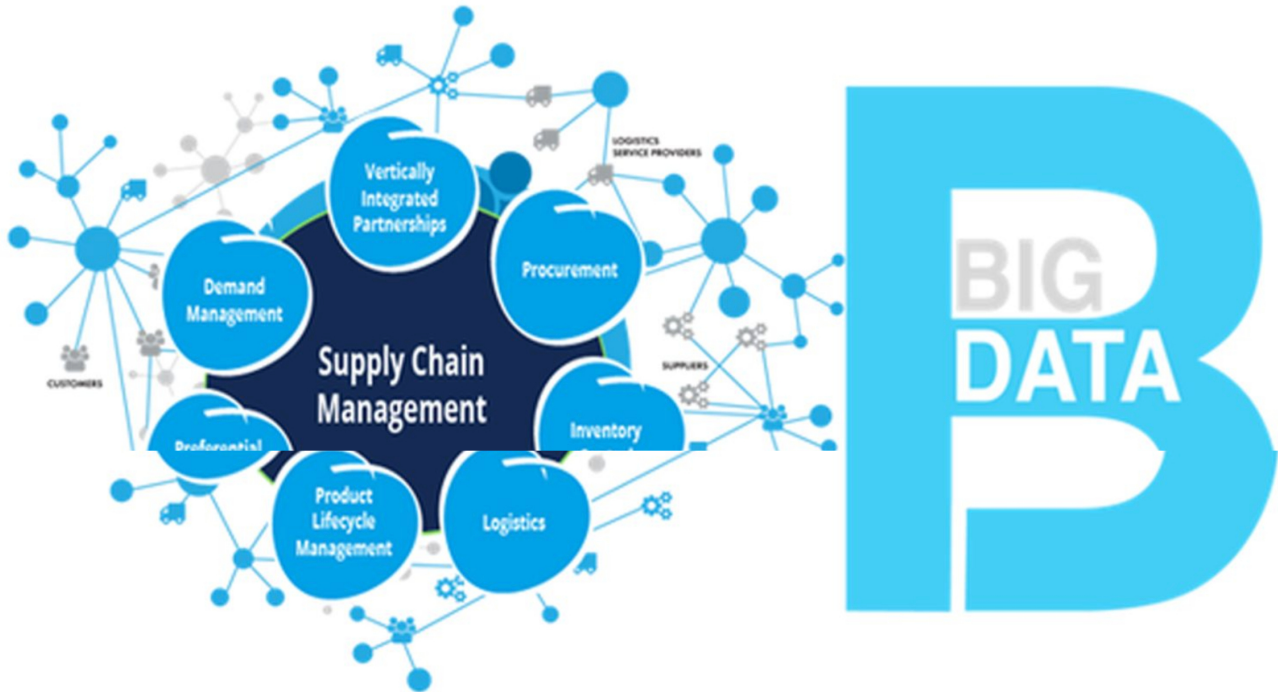 LOGISTICS
SERVICE PROVIDERS
Vertically
Integrated
Partnerships
Procurement
Demand
Management
BIG
DATA
Supply Chain
Management
SUPPLIERS
CUSTOMERS
Inventory
Preferential
Product
Lifecycle
Management
Logistics